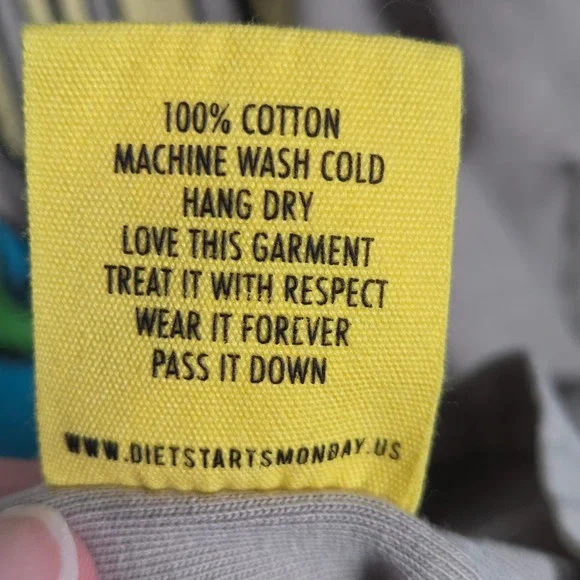 100% COTTON
MACHINE WASH COLD
HANG DRY
LOVE THIS GARMENT
TREAT IT WITH RESPECT
WEAR IT FOREVER
PASS IT DOWN
WWW.DIETSTARTSMONDAY.US